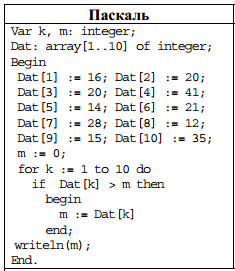 Паскаль
Var k, m: integer;
Dat: array[1..10] of integer;
Begin
Dat[1] := 16; Dat[2] := 20;
Dat[3] := 20; Dat[4] := 41;
Dat[5] := 14; Dat[6] := 21;
Dat[7] := 28; Dat[8] := 12;
Dat[9] := 15; Dat[10] := 35;
m := 0;
for k := 1 to 10 do
if Dat[k] > m then
begin
m := Dat[k]
end;
writeln(m);
End.